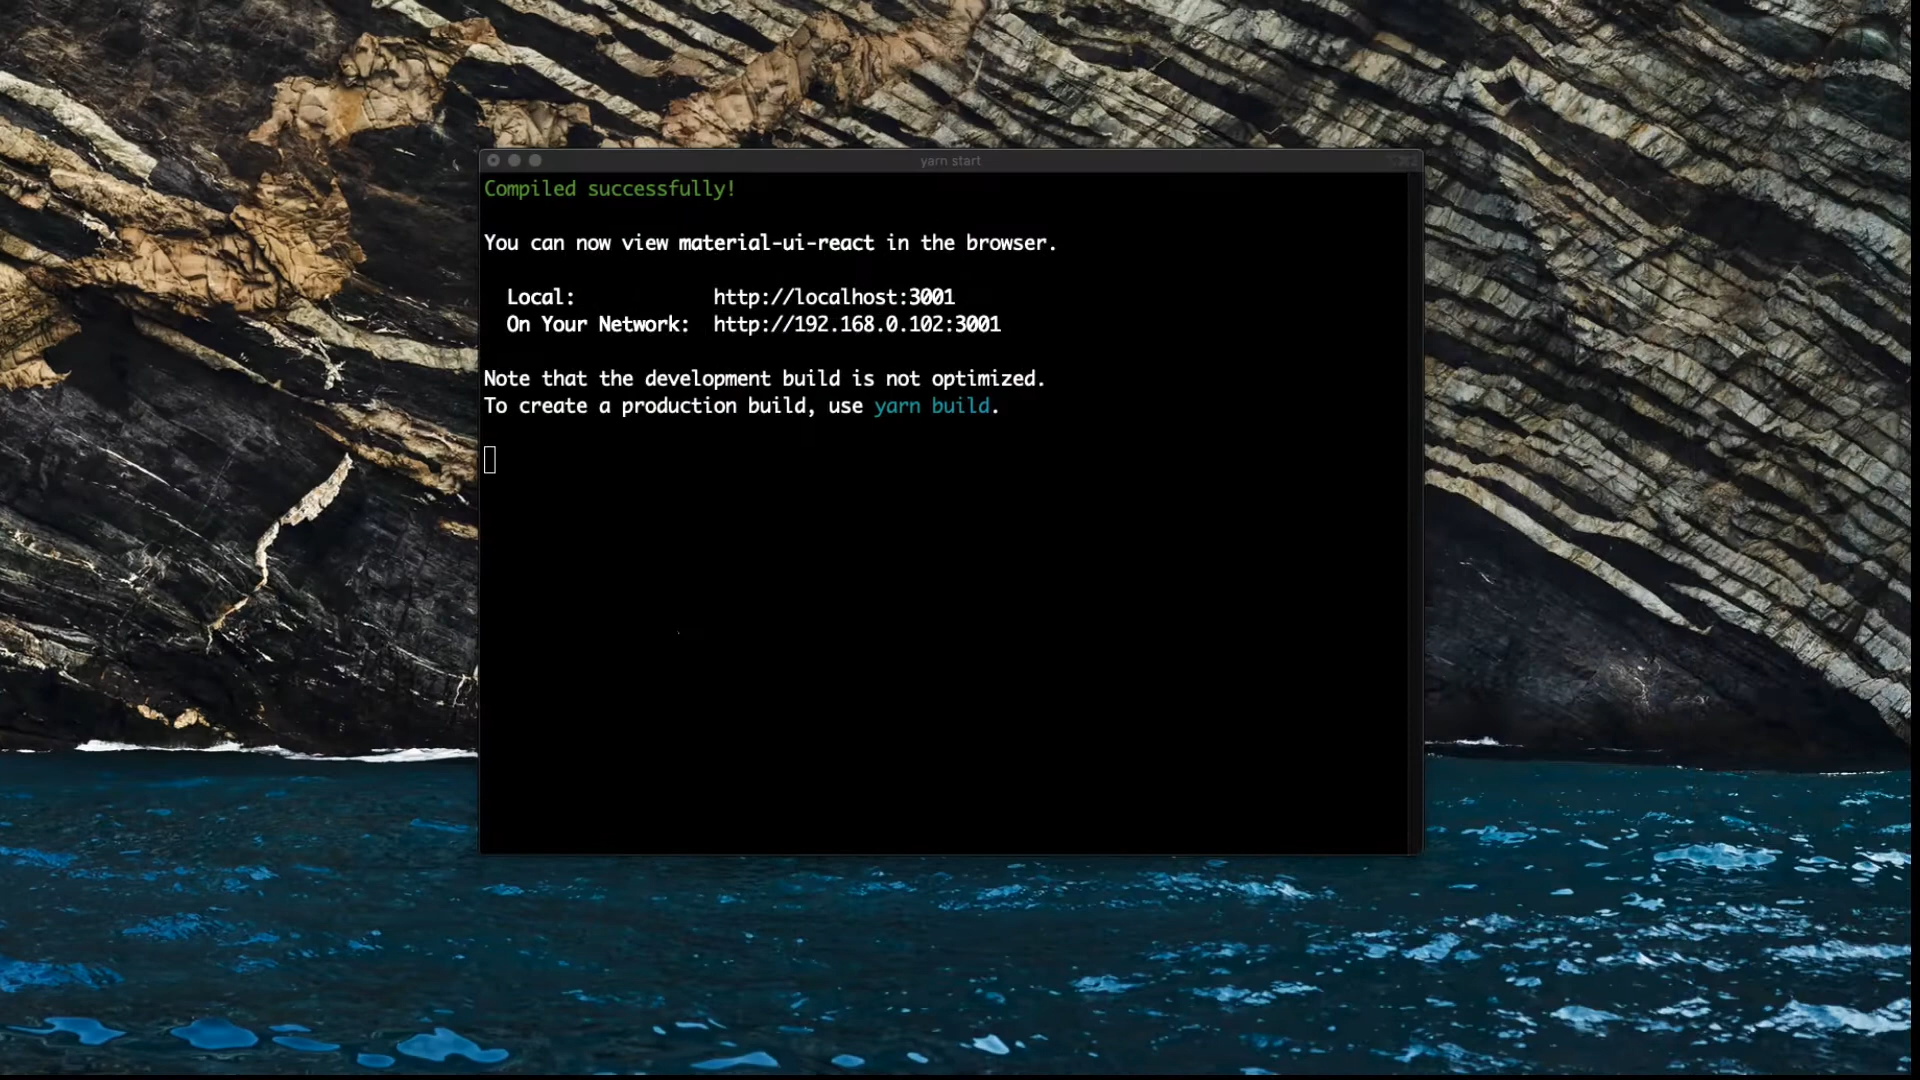 yarn start
Compiled successfully!
You can now view material-ui-react in the browser.
Local: http://localhost:3001
On Your Network: http://192.168.0.102:3001
Note that the development build is not optimized.
To create a production build, use yarn build.